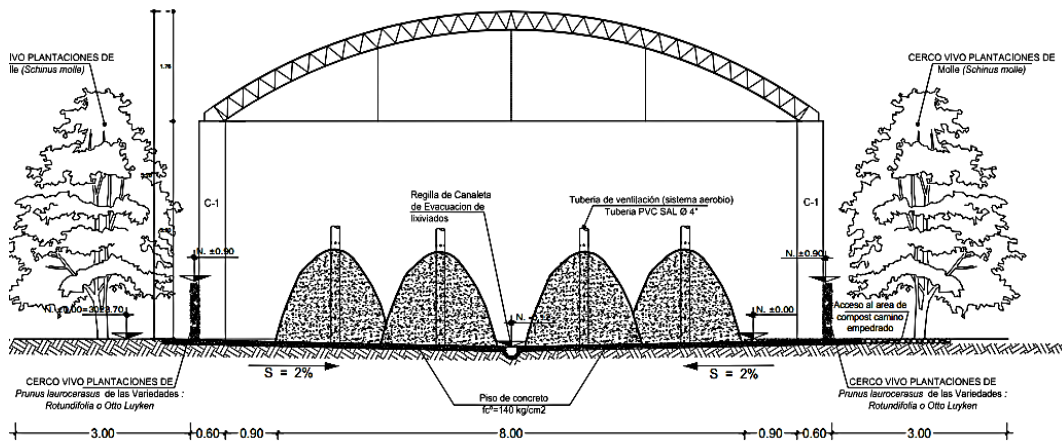 IVO PLANTACIONES DE
lle (Schinus molle)
1.75
CERCO VIVO PLANTACIONES DE
Molle (Schinus molle)
C-1
Regilla de Canaleta
de Evacuacion de
lixiviados
Tuberia de ventilación (sistema aerobio)
Tuberia PVC SAL Ø 4"
C-1
N. ±0.90
N. ±0.90
N.
N. ±0.00
Acceso al area de
compost camino
empedrado
S = 2%
S = 2%
CERCO VIVO PLANTACIONES DE
Prunus laurocerasus de las Variedades :
Rotundifolia o Otto Luyken
Piso de concreto
fc'=140 kg/cm2
CERCO VIVO PLANTACIONES DE
Prunus laurocerasus de las Variedades :
Rotundifolia o Otto Luyken
3.00 0.60 0.90 8.00 0.90 0.60 3.00